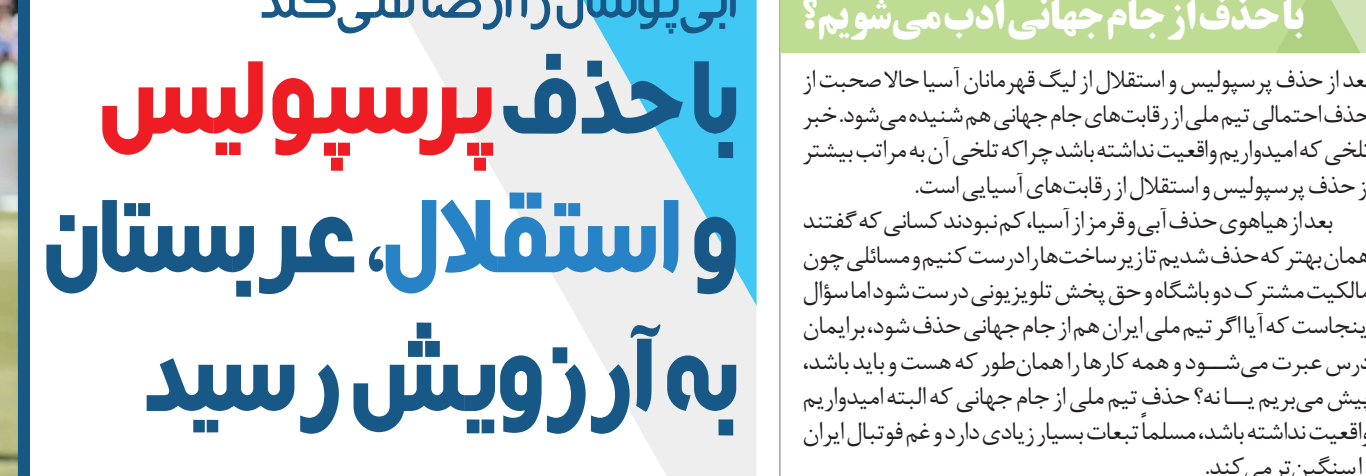 با حذف از جام جهانی ادب می‌شویم؟
بعد از حذف پرسپولیس و استقلال از لیگ قهرمانان آسیا حالا صحبت از
حذف احتمالی تیم ملی از رقابت‌های جام جهانی هم شنیده می‌شود. خبر
تلخی که امیدواریم واقعیت نداشته باشد چراکه تلخی آن به مراتب بیشتر
از حذف پرسپولیس و استقلال از رقابت‌های آسیایی است.
بعد از هیاهوی حذف آبی و قرمز از آسیا، کم نبودند کسانی که گفتند
همان بهتر که حذف شدیم تا زیرساخت‌ها را درست کنیم و مسائلی چون
مالکیت مشترک دو باشگاه و حق پخش تلویزیونی درست شود اما سؤال
اینجاست که آیا اگر تیم ملی ایران هم از جام جهانی حذف شود، برایمان
درس عبرت می‌شود و همه کارها را همان‌طور که هست و باید باشد،
پیش می‌بریم یا نه؟ حذف تیم ملی از جام جهانی که البته امیدواریم
واقعیت نداشته باشد، مسلماً تبعات بسیار زیادی دارد و غم فوتبال ایران
را سنگین‌تر می‌کند.
آبی‌پوشان را ارضا نمی‌کند
با حذف پرسپولیس
و استقلال، عربستان
به آرزویش رسید